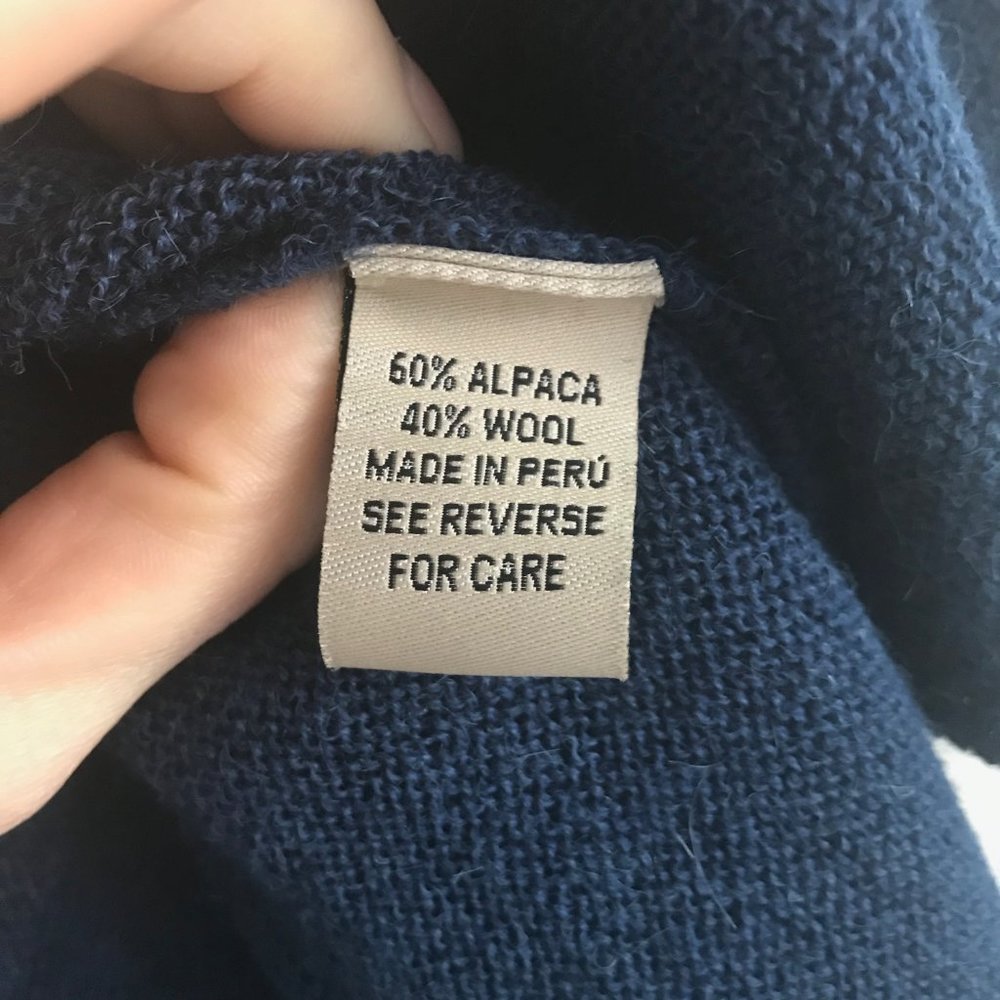 60% ALPACA
40% WOOL
MADE IN PERÚ
SEE REVERSE
FOR CARE